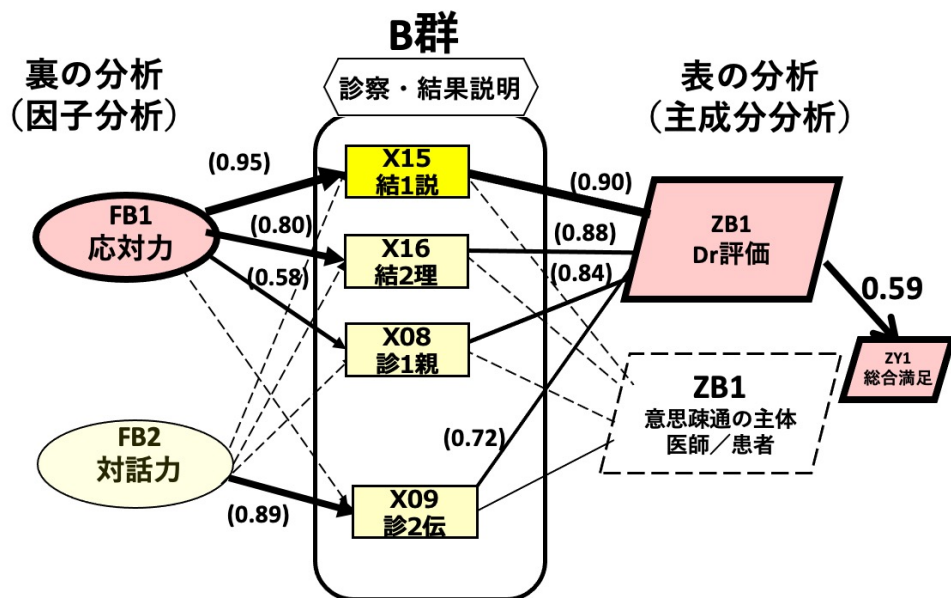 B群
診察・結果説明
裏の分析
(因子分析)
表の分析
(主成分分析)
(0.95)
X15
結1説
(0.90)
FB1
応対力
(0.80)
X16
結2理
(0.88)
ZB1
Dr評価
(0.58)
(0.84)
0.59
X08
診1親
ZY1
総合満足
ZB1
意思疎通の主体
医師／患者
FB2
対話力
(0.72)
(0.89)
X09
診2伝